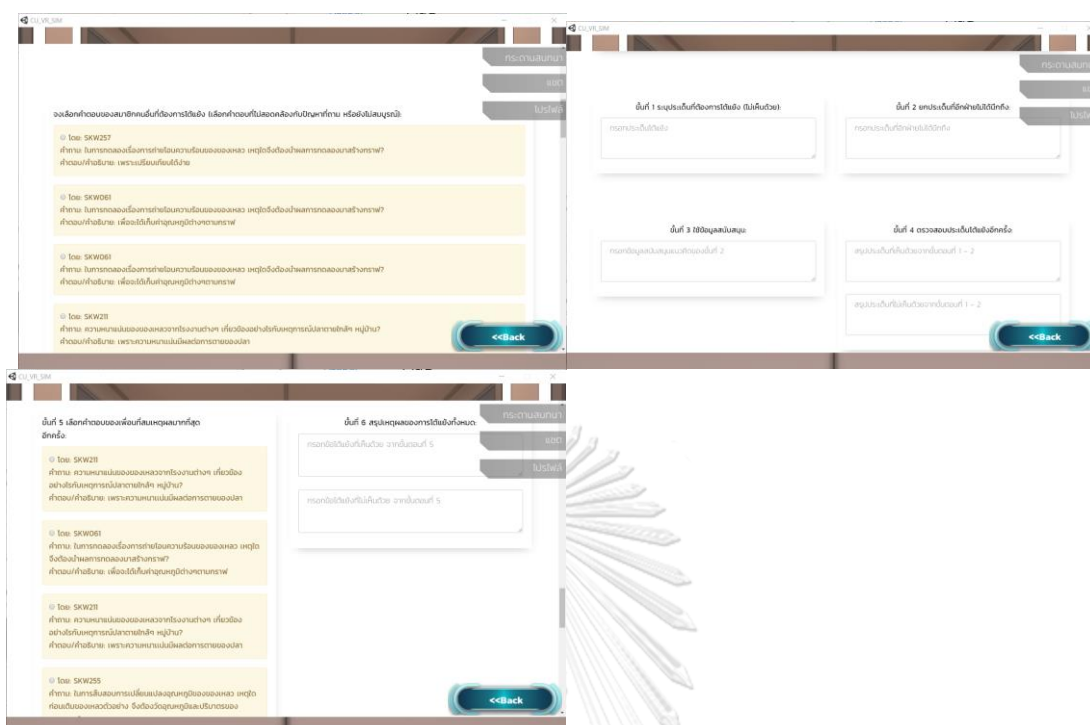 CU_VR_SIM
กระดานสนทนา
แชต
โปรไฟล์
จงเลือกคำตอบของสมาชิกคนอื่นที่ต้องการโต้แย้ง (เลือกคำตอบที่ไม่สอดคล้องกับปัญหาที่ถาม หรือยังไม่สมบูรณ์):
โดย: SKW257
คำถาม: ในการทดลองเรื่องการถ่ายโอนความร้อนของของเหลว เหตุใดจึงต้องนำผลการทดลองมาสร้างกราฟ?
คำตอบ/คำอธิบาย: เพราะเปรียบเทียบได้ง่าย
โดย: SKW061
คำถาม: ในการทดลองเรื่องการถ่ายโอนความร้อนของของเหลว เหตุใดจึงต้องนำผลการทดลองมาสร้างกราฟ?
คำตอบ/คำอธิบาย: เพื่อจะได้เก็บค่าอุณหภูมิต่างๆตามกราฟ
โดย: SKW061
คำถาม: ในการทดลองเรื่องการถ่ายโอนความร้อนของของเหลว เหตุใดจึงต้องนำผลการทดลองมาสร้างกราฟ?
คำตอบ/คำอธิบาย: เพื่อจะได้เก็บค่าอุณหภูมิต่างๆตามกราฟ
โดย: SKW211
คำถาม: ความหนาแน่นของของเหลวจากโรงงานต่างๆ เกี่ยวข้องอย่างไรกับเหตุการณ์ปลาตายใกล้ๆ หมู่บ้าน?
คำตอบ/คำอธิบาย: เพราะความหนาแน่นมีผลต่อการตายของปลา
<<Back
CU_VR_SIM
กระดานสนทนา
โปรไฟล์
ขั้นที่ 1 ระบุประเด็นที่ต้องการโต้แย้ง (ไม่เห็นด้วย):
กรอกประเด็นโต้แย้ง
ขั้นที่ 2 ยกประเด็นที่อีกฝ่ายไม่ได้นึกถึง:
กรอกประเด็นที่อีกฝ่ายไม่ได้นึกถึง
ขั้นที่ 3 ใช้ข้อมูลสนับสนุน:
กรอกข้อมูลสนับสนุนแนวคิดของขั้นที่ 2
ขั้นที่ 4 ตรวจสอบประเด็นโต้แย้งอีกครั้ง:
สรุปประเด็นที่เห็นด้วยจากขั้นตอนที่ 1 - 2
สรุปประเด็นที่ไม่เห็นด้วยจากขั้นตอนที่ 1 - 2
<<Back
CU_VR_SIM
กระดานสนทนา
แชต
โปรไฟล์
ขั้นที่ 5 เลือกคำตอบของเพื่อนที่สมเหตุผลมากที่สุด
อีกครั้ง:
โดย: SKW211
คำถาม: ความหนาแน่นของของเหลวจากโรงงานต่างๆ เกี่ยวข้อง
อย่างไรกับเหตุการณ์ปลาตายใกล้ๆ หมู่บ้าน?
คำตอบ/คำอธิบาย: เพราะความหนาแน่นมีผลต่อการตายของปลา
โดย: SKW061
คำถาม: ในการทดลองเรื่องการถ่ายโอนความร้อนของของเหลว เหตุใด
จึงต้องนำผลการทดลองมาสร้างกราฟ?
คำตอบ/คำอธิบาย: เพื่อจะได้เก็บค่าอุณหภูมิต่างๆตามกราฟ
โดย: SKW211
คำถาม: ความหนาแน่นของของเหลวจากโรงงานต่างๆ เกี่ยวข้อง
อย่างไรกับเหตุการณ์ปลาตายใกล้ๆ หมู่บ้าน?
คำตอบ/คำอธิบาย: เพราะความหนาแน่นมีผลต่อการตายของปลา
โดย: SKW255
คำถาม: ในการสืบสอบการเปลี่ยนแปลงอุณหภูมิของของเหลว เหตุใด
ก่อนเติมของเหลวตัวอย่าง จึงต้องวัดอุณหภูมิและปริมาตรของ
ขั้นที่ 6 สรุปเหตุผลของการโต้แย้งทั้งหมด:
กรอกข้อโต้แย้งที่เห็นด้วย จากขั้นตอนที่ 5
กรอกข้อโต้แย้งที่ไม่เห็นด้วย จากขั้นตอนที่ 5
<<Back